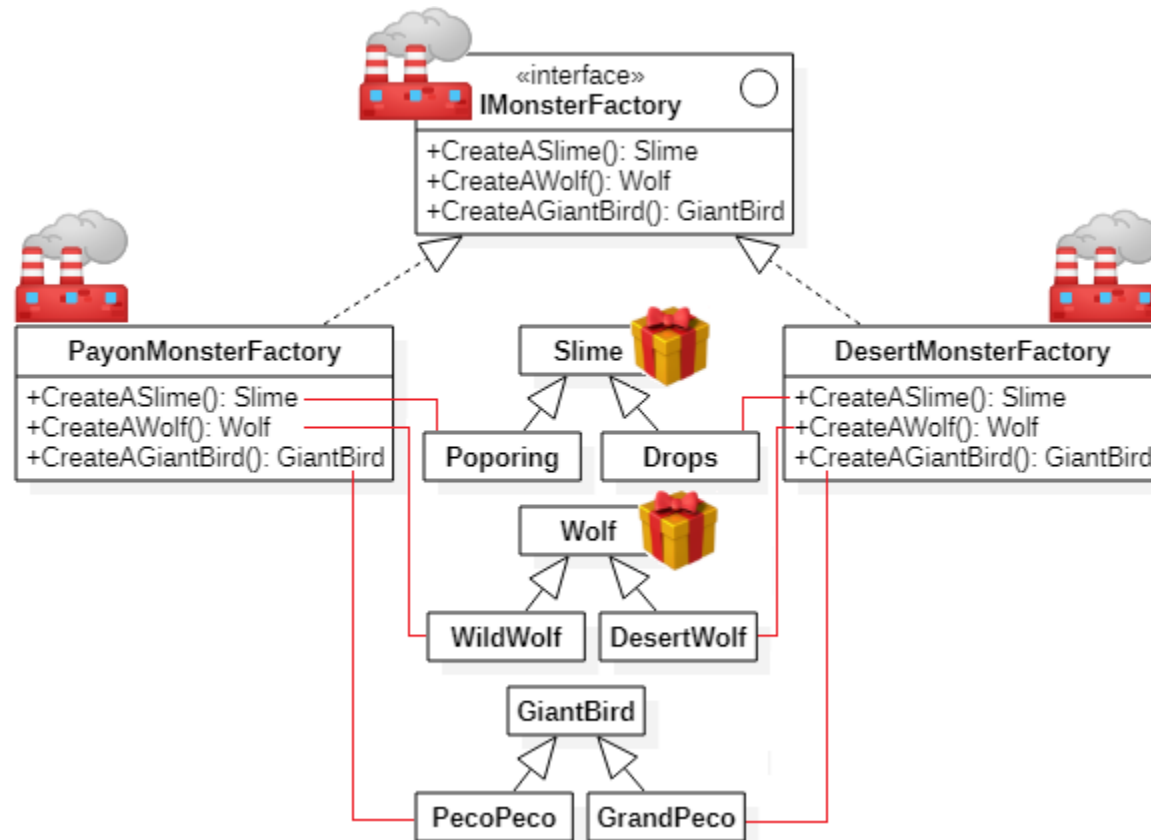 «interface»
IMonsterFactory
+CreateASlime(): Slime
+CreateAWolf(): Wolf
+CreateAGiantBird(): GiantBird
PayonMonsterFactory
+CreateASlime(): Slime
+CreateAWolf(): Wolf
+CreateAGiantBird(): GiantBird
Slime
Poporing
Drops
DesertMonsterFactory
+CreateASlime(): Slime
+CreateAWolf(): Wolf
+CreateAGiantBird(): GiantBird
Wolf
WildWolf
DesertWolf
GiantBird
PecoPeco
GrandPeco